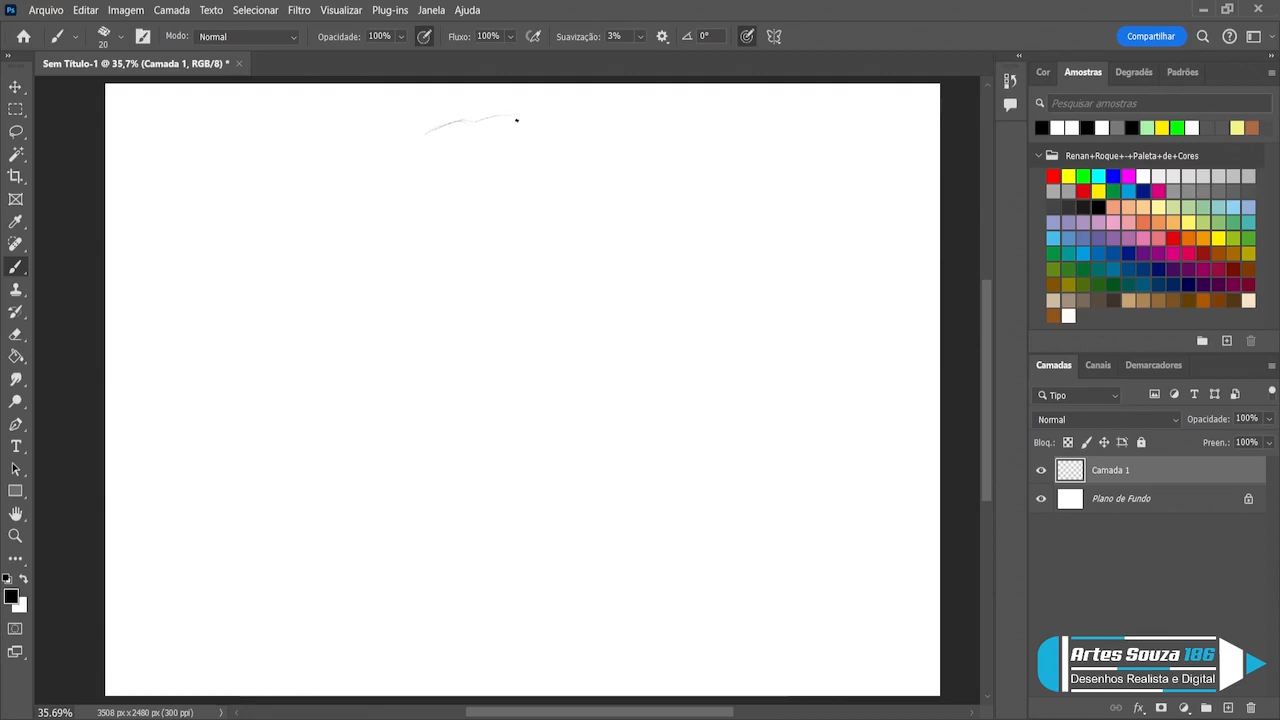 Ps Arquivo Editar Imagem Camada Texto Selecionar Filtro Visualizar Plug-ins Janela Ajuda
20 Modo: Normal Opacidade: 100% Fluxo: 100% Suavização: 3% 0° Compartilhar
Sem Título-1 @ 35,7% (Camada 1, RGB/8) *
Cor Amostras Degradês Padrões
Pesquisar amostras
Renan+Roque+-+Paleta+de+Cores
Camadas Canais Demarcadores
Tipo
Normal Opacidade: 100%
Bloq.: Preen.: 100%
Camada 1
Plano de Fundo
Artes Souza 186
Desenhos Realista e Digital
35.69% 3508 px x 2480 px (300 ppi)